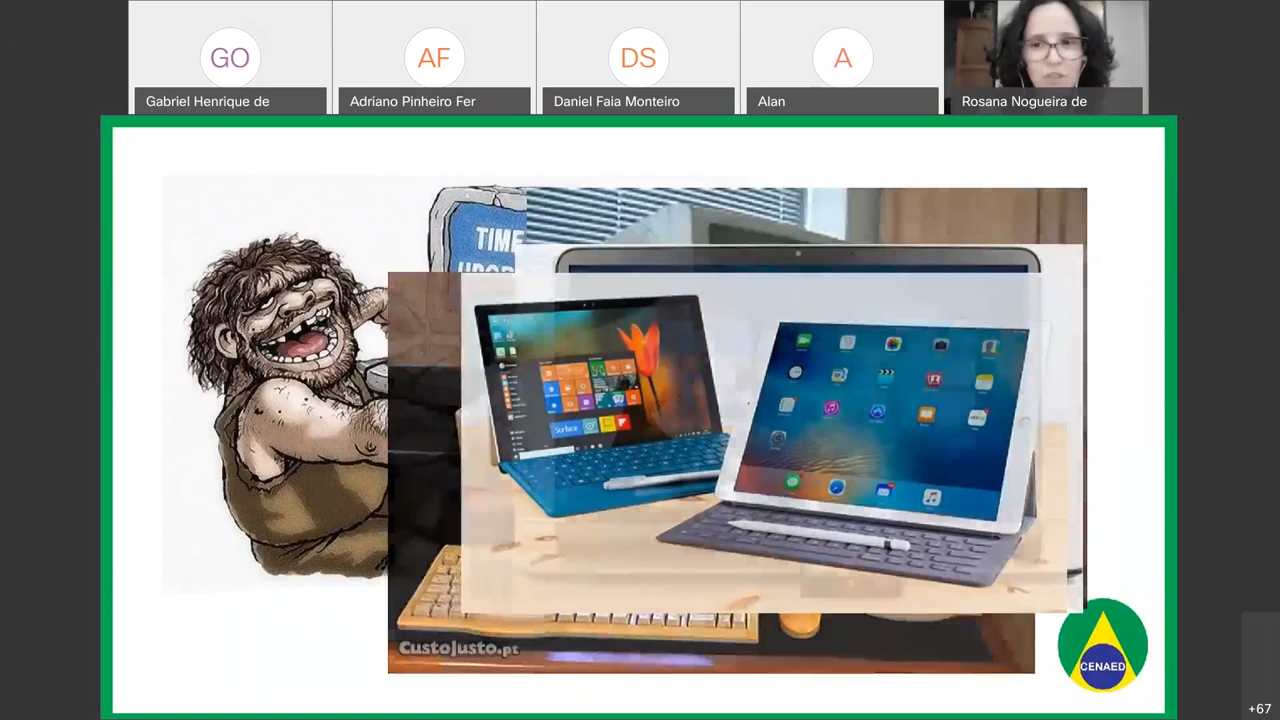 GO
AF
DS
A
Gabriel Henrique de
Adriano Pinheiro Fer
Daniel Faia Monteiro
Alan
Rosana Nogueira de
TIME
Surface
CustoJusto.pt
CENAED
+67